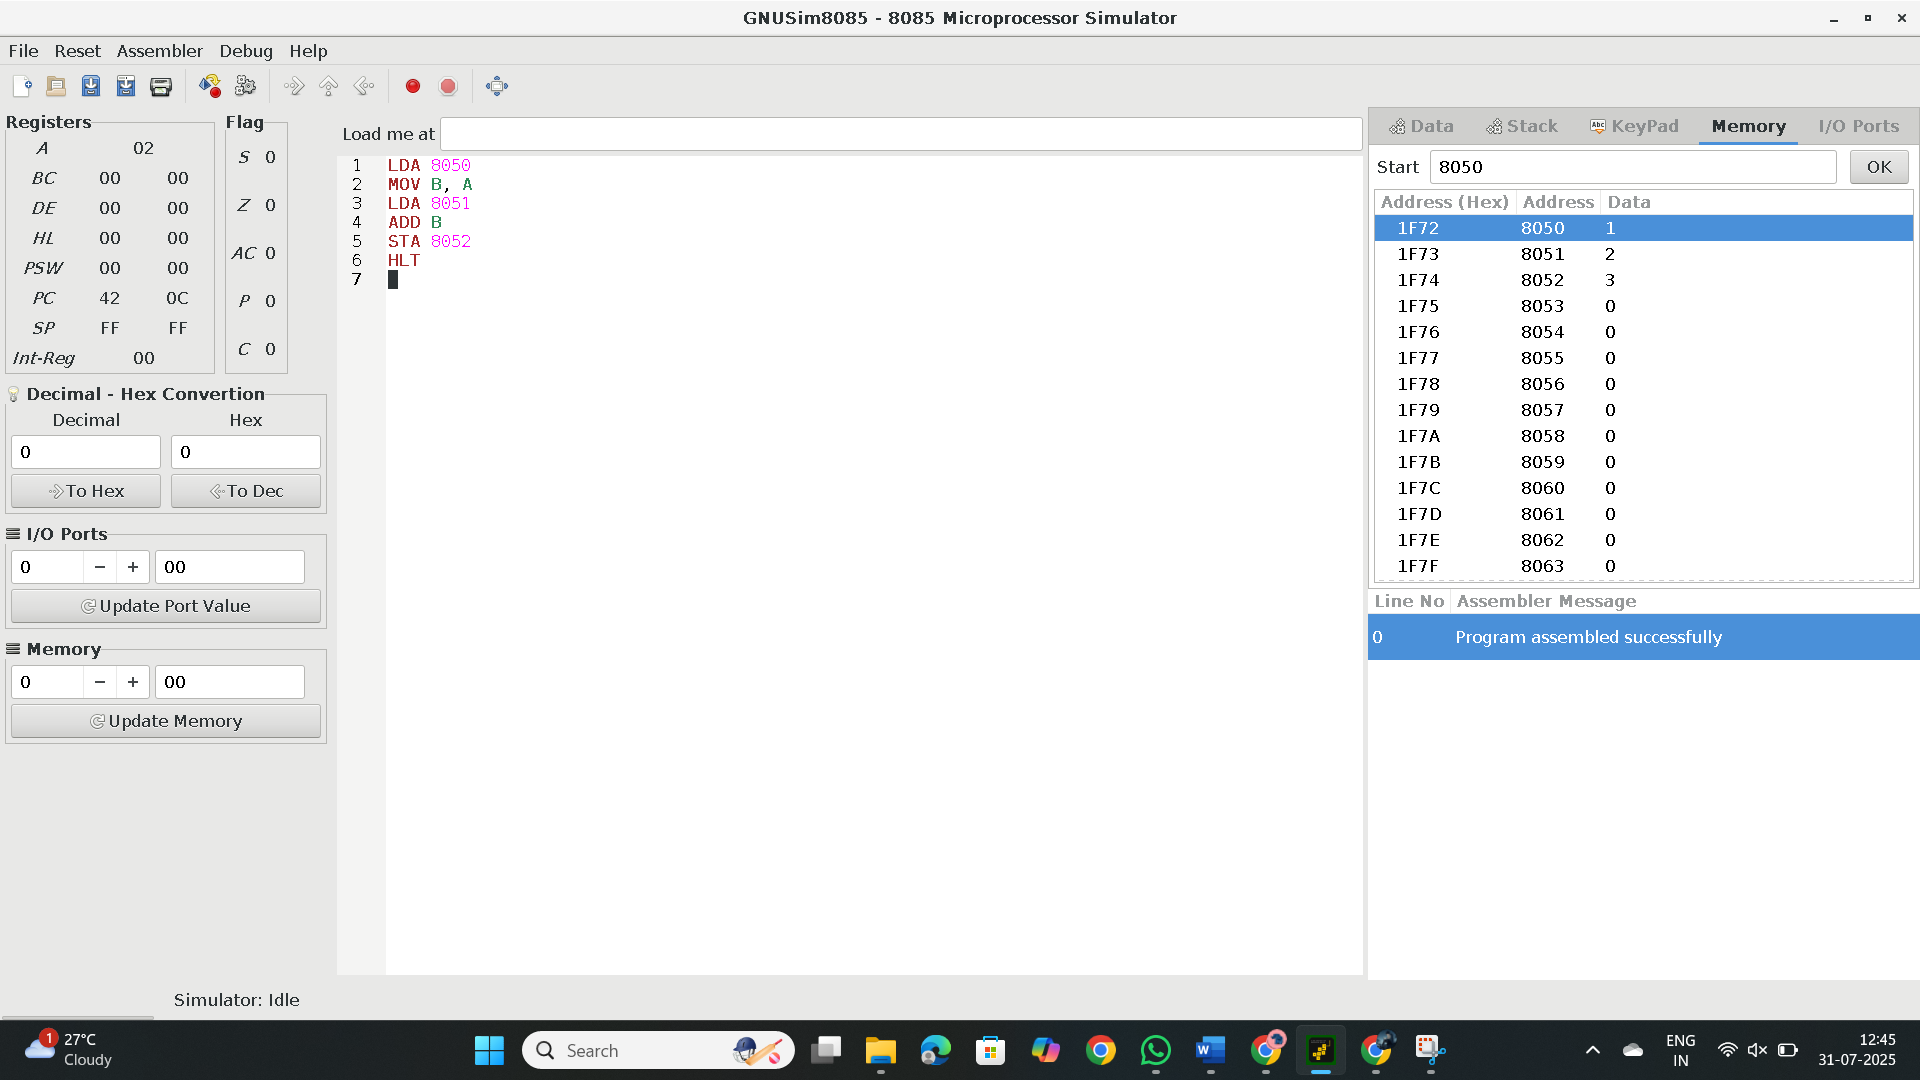 GNUSim8085 - 8085 Microprocessor Simulator
File Reset Assembler Debug Help
Registers
A 02
BC 00 00
DE 00 00
HL 00 00
PSW 00 00
PC 42 0C
SP FF FF
Int-Reg 00
Flag
S 0
Z 0
AC 0
P 0
C 0
Decimal - Hex Convertion
Decimal Hex
0 0
To Hex To Dec
I/O Ports
0 − + 00
Update Port Value
Memory
0 − + 00
Update Memory
Load me at
1 LDA 8050
2 MOV B, A
3 LDA 8051
4 ADD B
5 STA 8052
6 HLT
7
Data Stack Abc KeyPad Memory I/O Ports
Start 8050 OK
Address (Hex) Address Data
1F72 8050 1
1F73 8051 2
1F74 8052 3
1F75 8053 0
1F76 8054 0
1F77 8055 0
1F78 8056 0
1F79 8057 0
1F7A 8058 0
1F7B 8059 0
1F7C 8060 0
1F7D 8061 0
1F7E 8062 0
1F7F 8063 0
Line No Assembler Message
0 Program assembled successfully
Simulator: Idle
1 27°C
Cloudy
Search
ENG
IN
12:45
31-07-2025